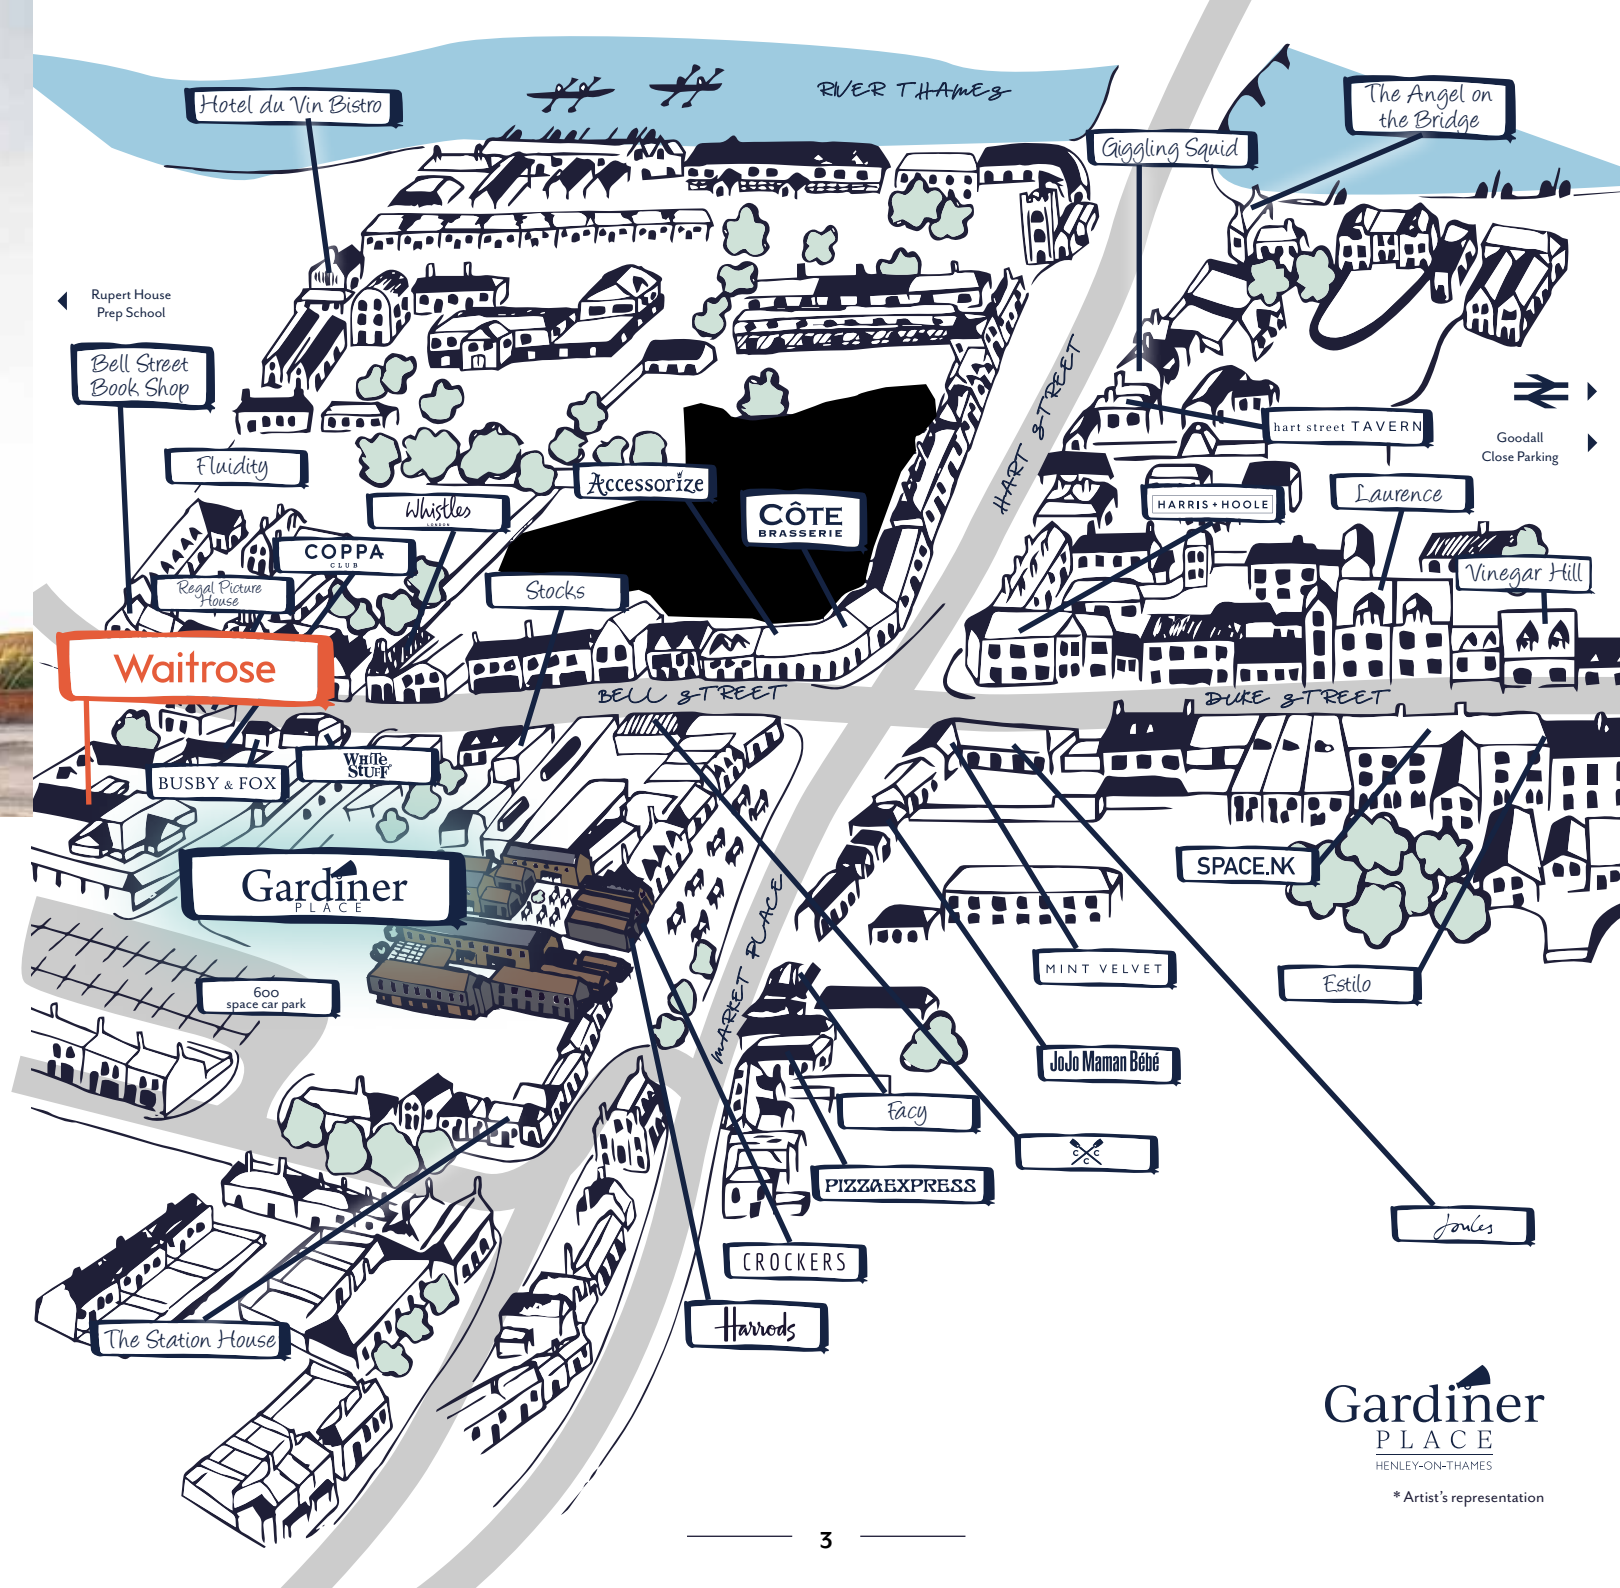 RIVER THAMES
Hotel du Vin Bistro
The Angel on
the Bridge
Giggling Squid
Rupert House
Prep School
Bell Street
Book Shop
HART STREET
hart street TAVERN
Goodall
Close Parking
Fluidity
Accessorize
Whistles
LONDON
CÔTE
BRASSERIE
HARRIS + HOOLE
Laurence
COPPA
CLUB
Regal Picture
House
Stocks
Vinegar Hill
Waitrose
BELL STREET
DUKE STREET
BUSBY & FOX
WHITE
STUFF
Gardiner
PLACE
SPACE.NK
MARKET PLACE
MINT VELVET
Estilo
600
space car park
JoJo Maman Bébé
Facy
C C
C
PIZZAEXPRESS
Joules
CROCKERS
Harrods
The Station House
Gardiner
PLACE
HENLEY-ON-THAMES
* Artist's representation
3